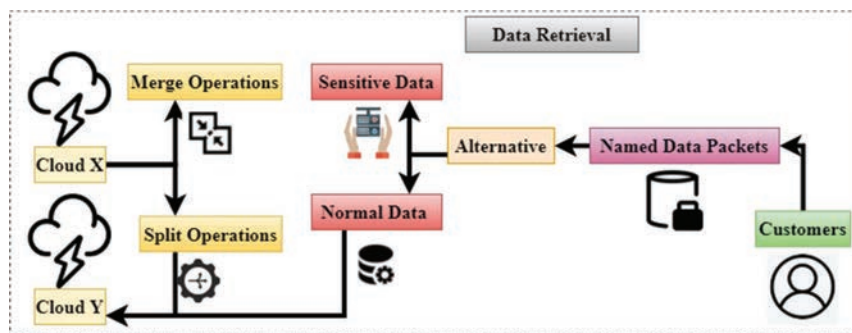 Data Retrieval
Merge Operations
Sensitive Data
Cloud X
Alternative
Named Data Packets
Split Operations
Normal Data
Customers
Cloud Y